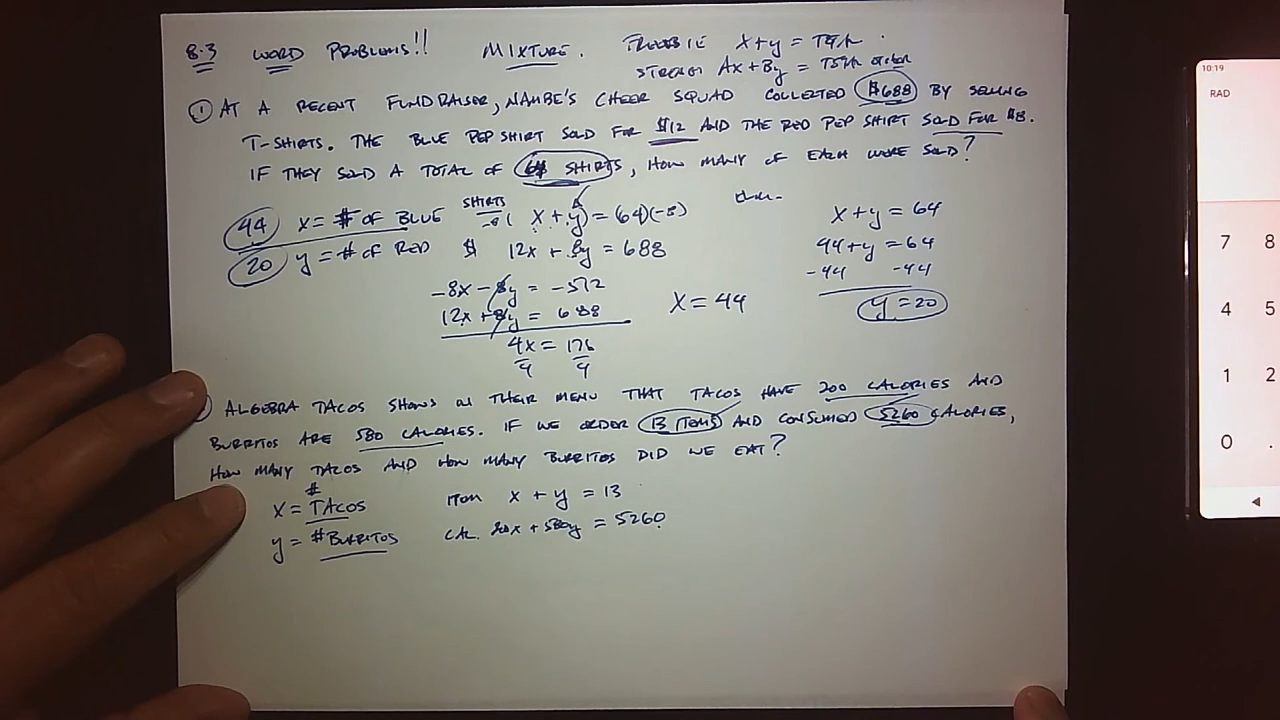 8.3 WORD PROBLEMS!! MIXTURE. FREEBIE x+y = TOTAL.
STRENGTH Ax+By = TOTAL
① AT A RECENT FUNDRAISER, NAMBE'S CHEER SQUAD COLLECTED $688 BY SELLING
T-SHIRTS. THE BLUE PEP SHIRT SOLD FOR $12 AND THE RED PEP SHIRT SOLD FOR $8.
IF THEY SOLD A TOTAL OF 64 SHIRTS, HOW MANY OF EACH WERE SOLD?
44 x = # OF BLUE SHIRTS -8( x + y ) = 64)(-8)
20 y = # OF RED $ 12x + 8y = 688
-8x - 8y = -512
12x + 8y = 688
4x = 176
4 4
x = 44
x+y = 64
44+y = 64
-44 -44
y = 20
ALGEBRA TACOS SHOWS ON THEIR MENU THAT TACOS HAVE 200 CALORIES AND
BURRITOS ARE 580 CALORIES. IF WE ORDER 13 ITEMS AND CONSUMED 5260 CALORIES,
HOW MANY TACOS AND HOW MANY BURRITOS DID WE EAT?
x = # TACOS ITEM x + y = 13
y = # BURRITOS CAL. 200x + 580y = 5260
10:19
RAD
7 8
4 5
1 2
0 .